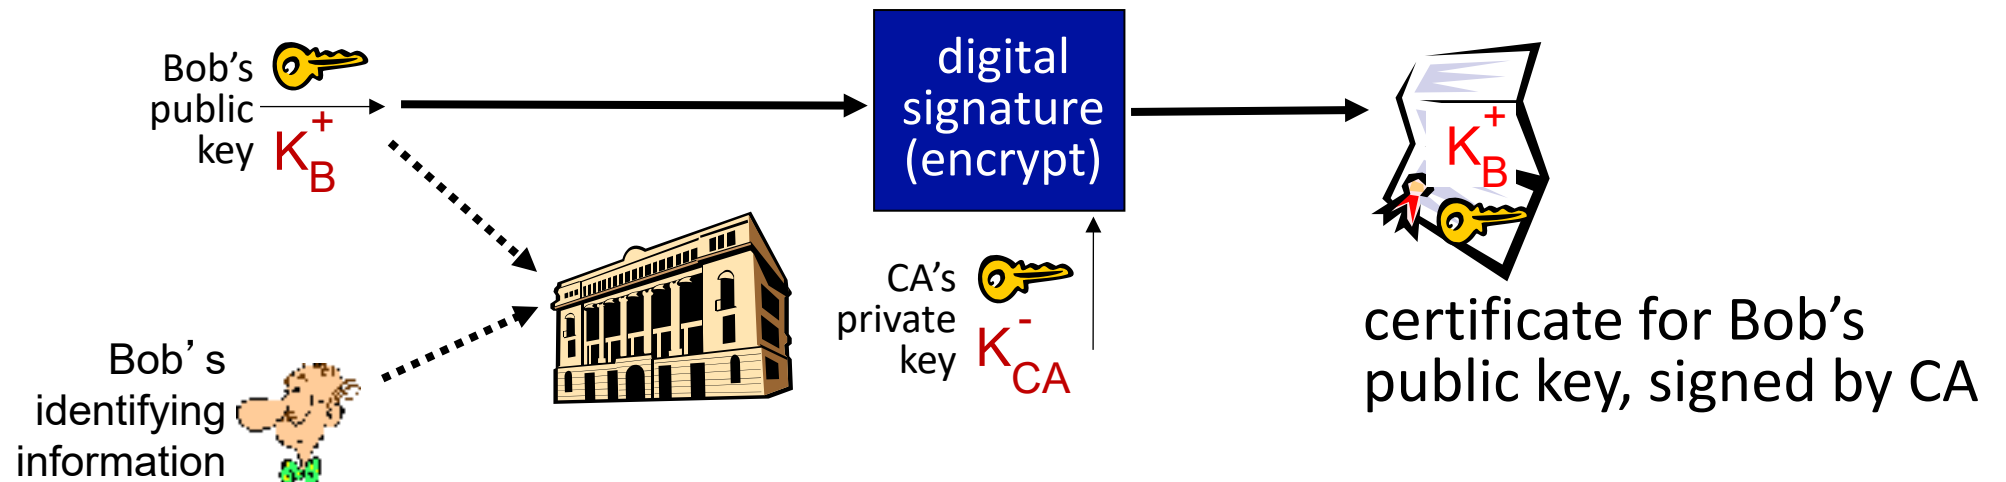 Bob's
public
key
K
+
B
digital
signature
(encrypt)
K
+
B
CA's
private
key
K
-
CA
certificate for Bob's
public key, signed by CA
Bob's
identifying
information